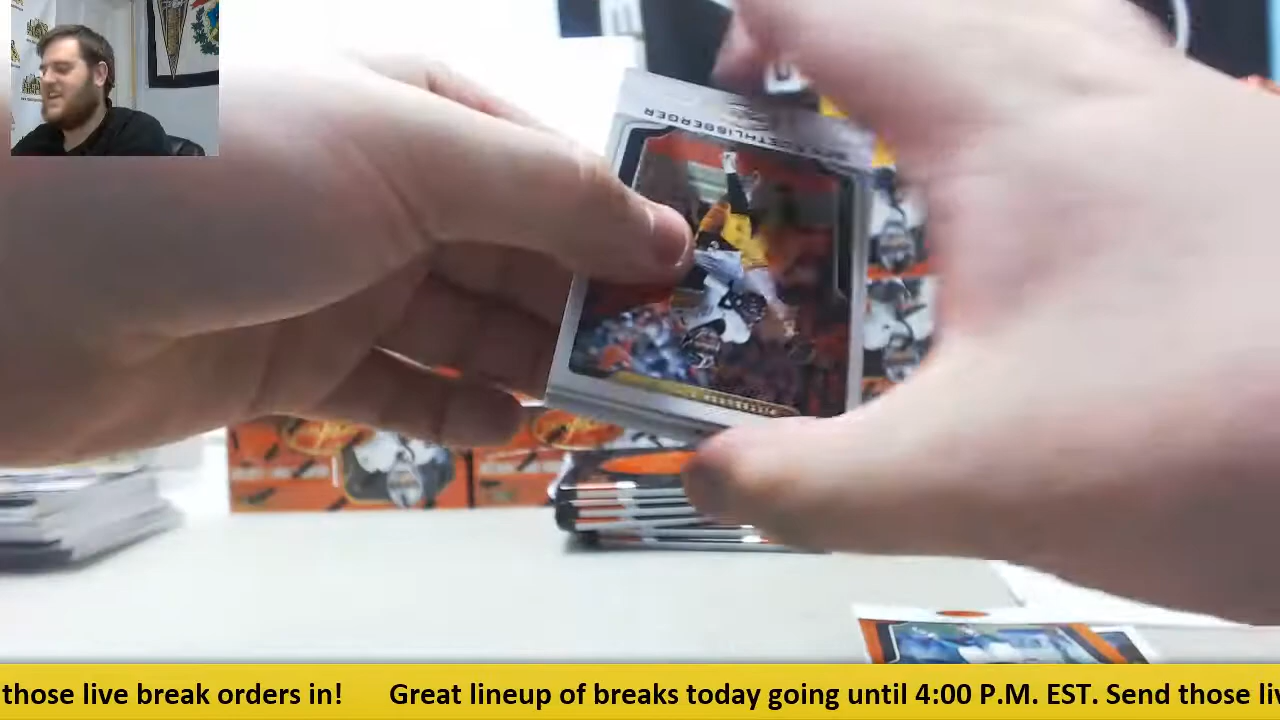 ROETHLISBERGER
PITTSBURGH
those live break orders in! Great lineup of breaks today going until 4:00 P.M. EST. Send those liv